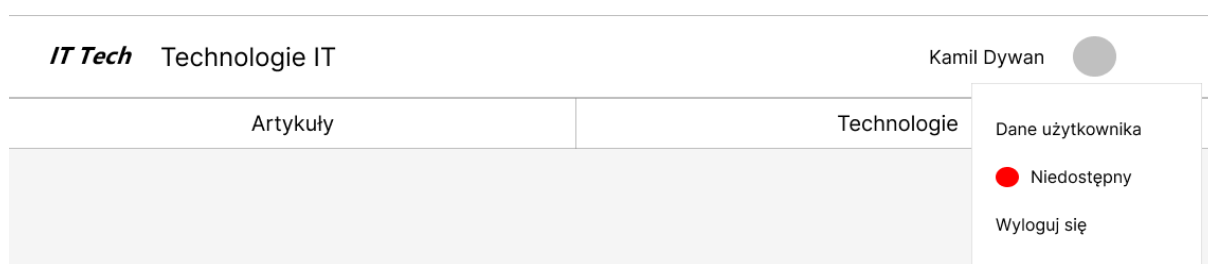 IT Tech Technologie IT Kamil Dywan
Artykuły Technologie
Dane użytkownika
Niedostępny
Wyloguj się